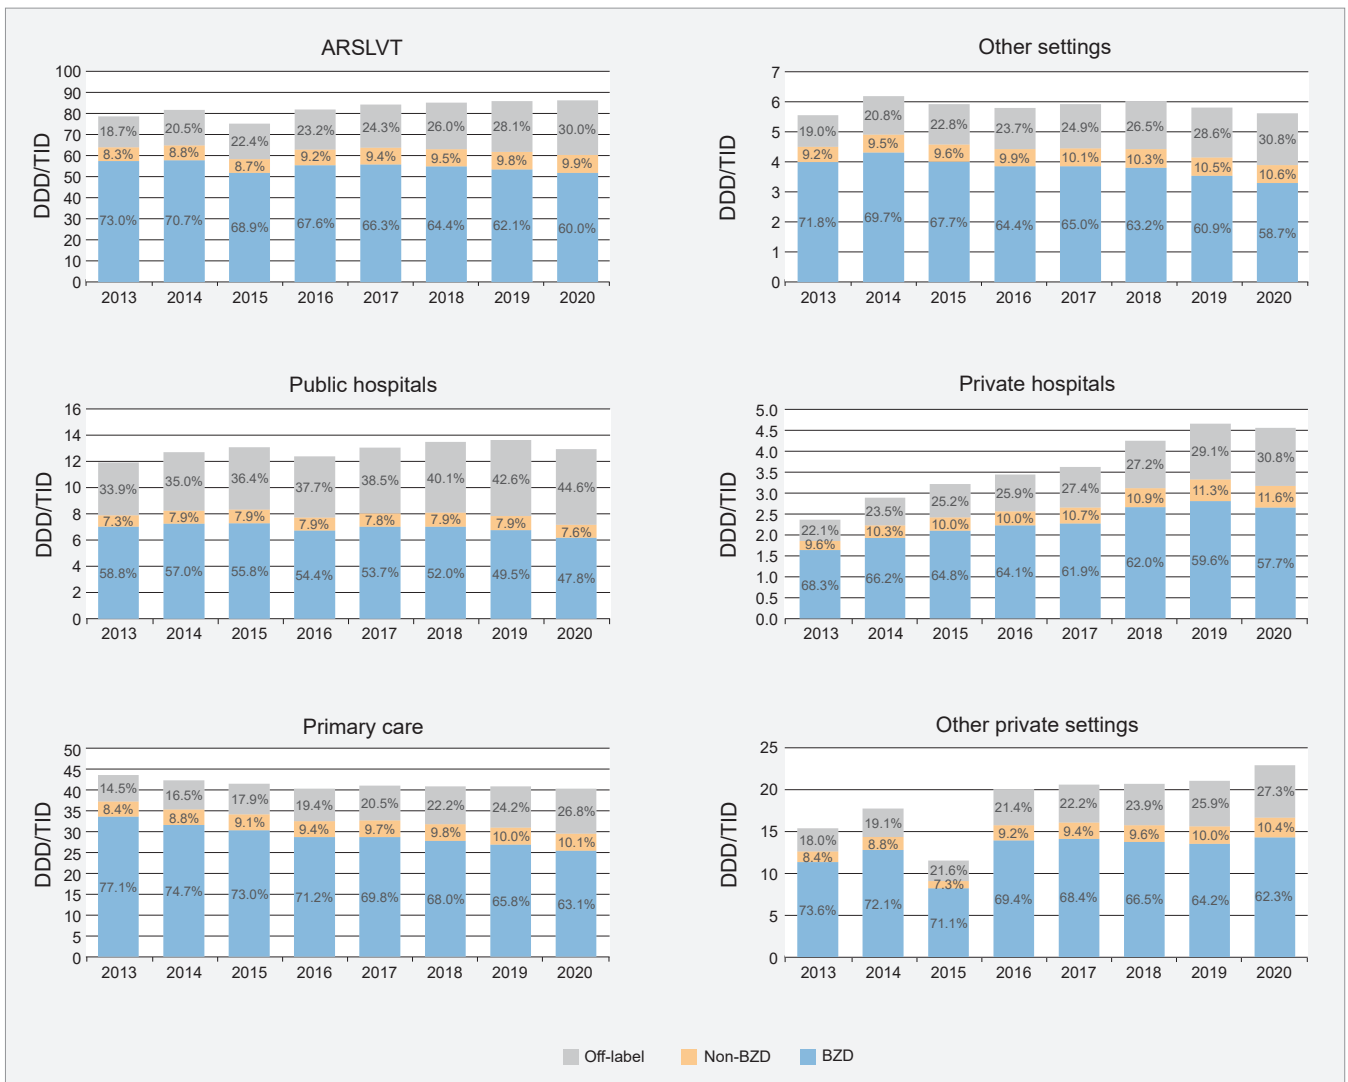 ARSLVT
DDD/TID
100
90
80
70
60
50
40
30
20
10
0
18.7% 20.5% 22.4% 23.2% 24.3% 26.0% 28.1% 30.0%
8.3% 8.8% 8.7% 9.2% 9.4% 9.5% 9.8% 9.9%
73.0% 70.7% 68.9% 67.6% 66.3% 64.4% 62.1% 60.0%
2013 2014 2015 2016 2017 2018 2019 2020
Other settings
DDD/TID
7
6
5
4
3
2
1
0
19.0% 20.8% 22.8% 23.7% 24.9% 26.5% 28.6% 30.8%
9.2% 9.5% 9.6% 9.9% 10.1% 10.3% 10.5% 10.6%
71.8% 69.7% 67.7% 64.4% 65.0% 63.2% 60.9% 58.7%
2013 2014 2015 2016 2017 2018 2019 2020
Public hospitals
DDD/TID
16
14
12
10
8
6
4
2
0
33.9% 35.0% 36.4% 37.7% 38.5% 40.1% 42.6% 44.6%
7.3% 7.9% 7.9% 7.9% 7.8% 7.9% 7.9% 7.6%
58.8% 57.0% 55.8% 54.4% 53.7% 52.0% 49.5% 47.8%
2013 2014 2015 2016 2017 2018 2019 2020
Private hospitals
DDD/TID
5.0
4.5
4.0
3.5
3.0
2.5
2.0
1.5
1.0
0.5
0.0
22.1% 23.5% 25.2% 25.9% 27.4% 27.2% 29.1% 30.8%
9.6% 10.3% 10.0% 10.0% 10.7% 10.9% 11.3% 11.6%
68.3% 66.2% 64.8% 64.1% 61.9% 62.0% 59.6% 57.7%
2013 2014 2015 2016 2017 2018 2019 2020
Primary care
DDD/TID
50
45
40
35
30
25
20
15
10
5
0
14.5% 16.5% 17.9% 19.4% 20.5% 22.2% 24.2% 26.8%
8.4% 8.8% 9.1% 9.4% 9.7% 9.8% 10.0% 10.1%
77.1% 74.7% 73.0% 71.2% 69.8% 68.0% 65.8% 63.1%
2013 2014 2015 2016 2017 2018 2019 2020
Other private settings
DDD/TID
25
20
15
10
5
0
18.0% 19.1% 21.6% 21.4% 22.2% 23.9% 25.9% 27.3%
8.4% 8.8% 7.3% 9.2% 9.4% 9.6% 10.0% 10.4%
73.6% 72.1% 71.1% 69.4% 68.4% 66.5% 64.2% 62.3%
2013 2014 2015 2016 2017 2018 2019 2020
Off-label Non-BZD BZD